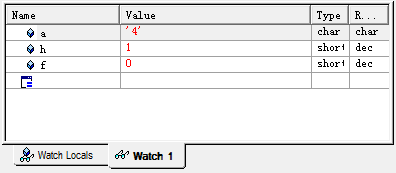 Name Value Type R...
a '4' char char
h 1 short dec
f 0 short dec
Watch Locals Watch 1